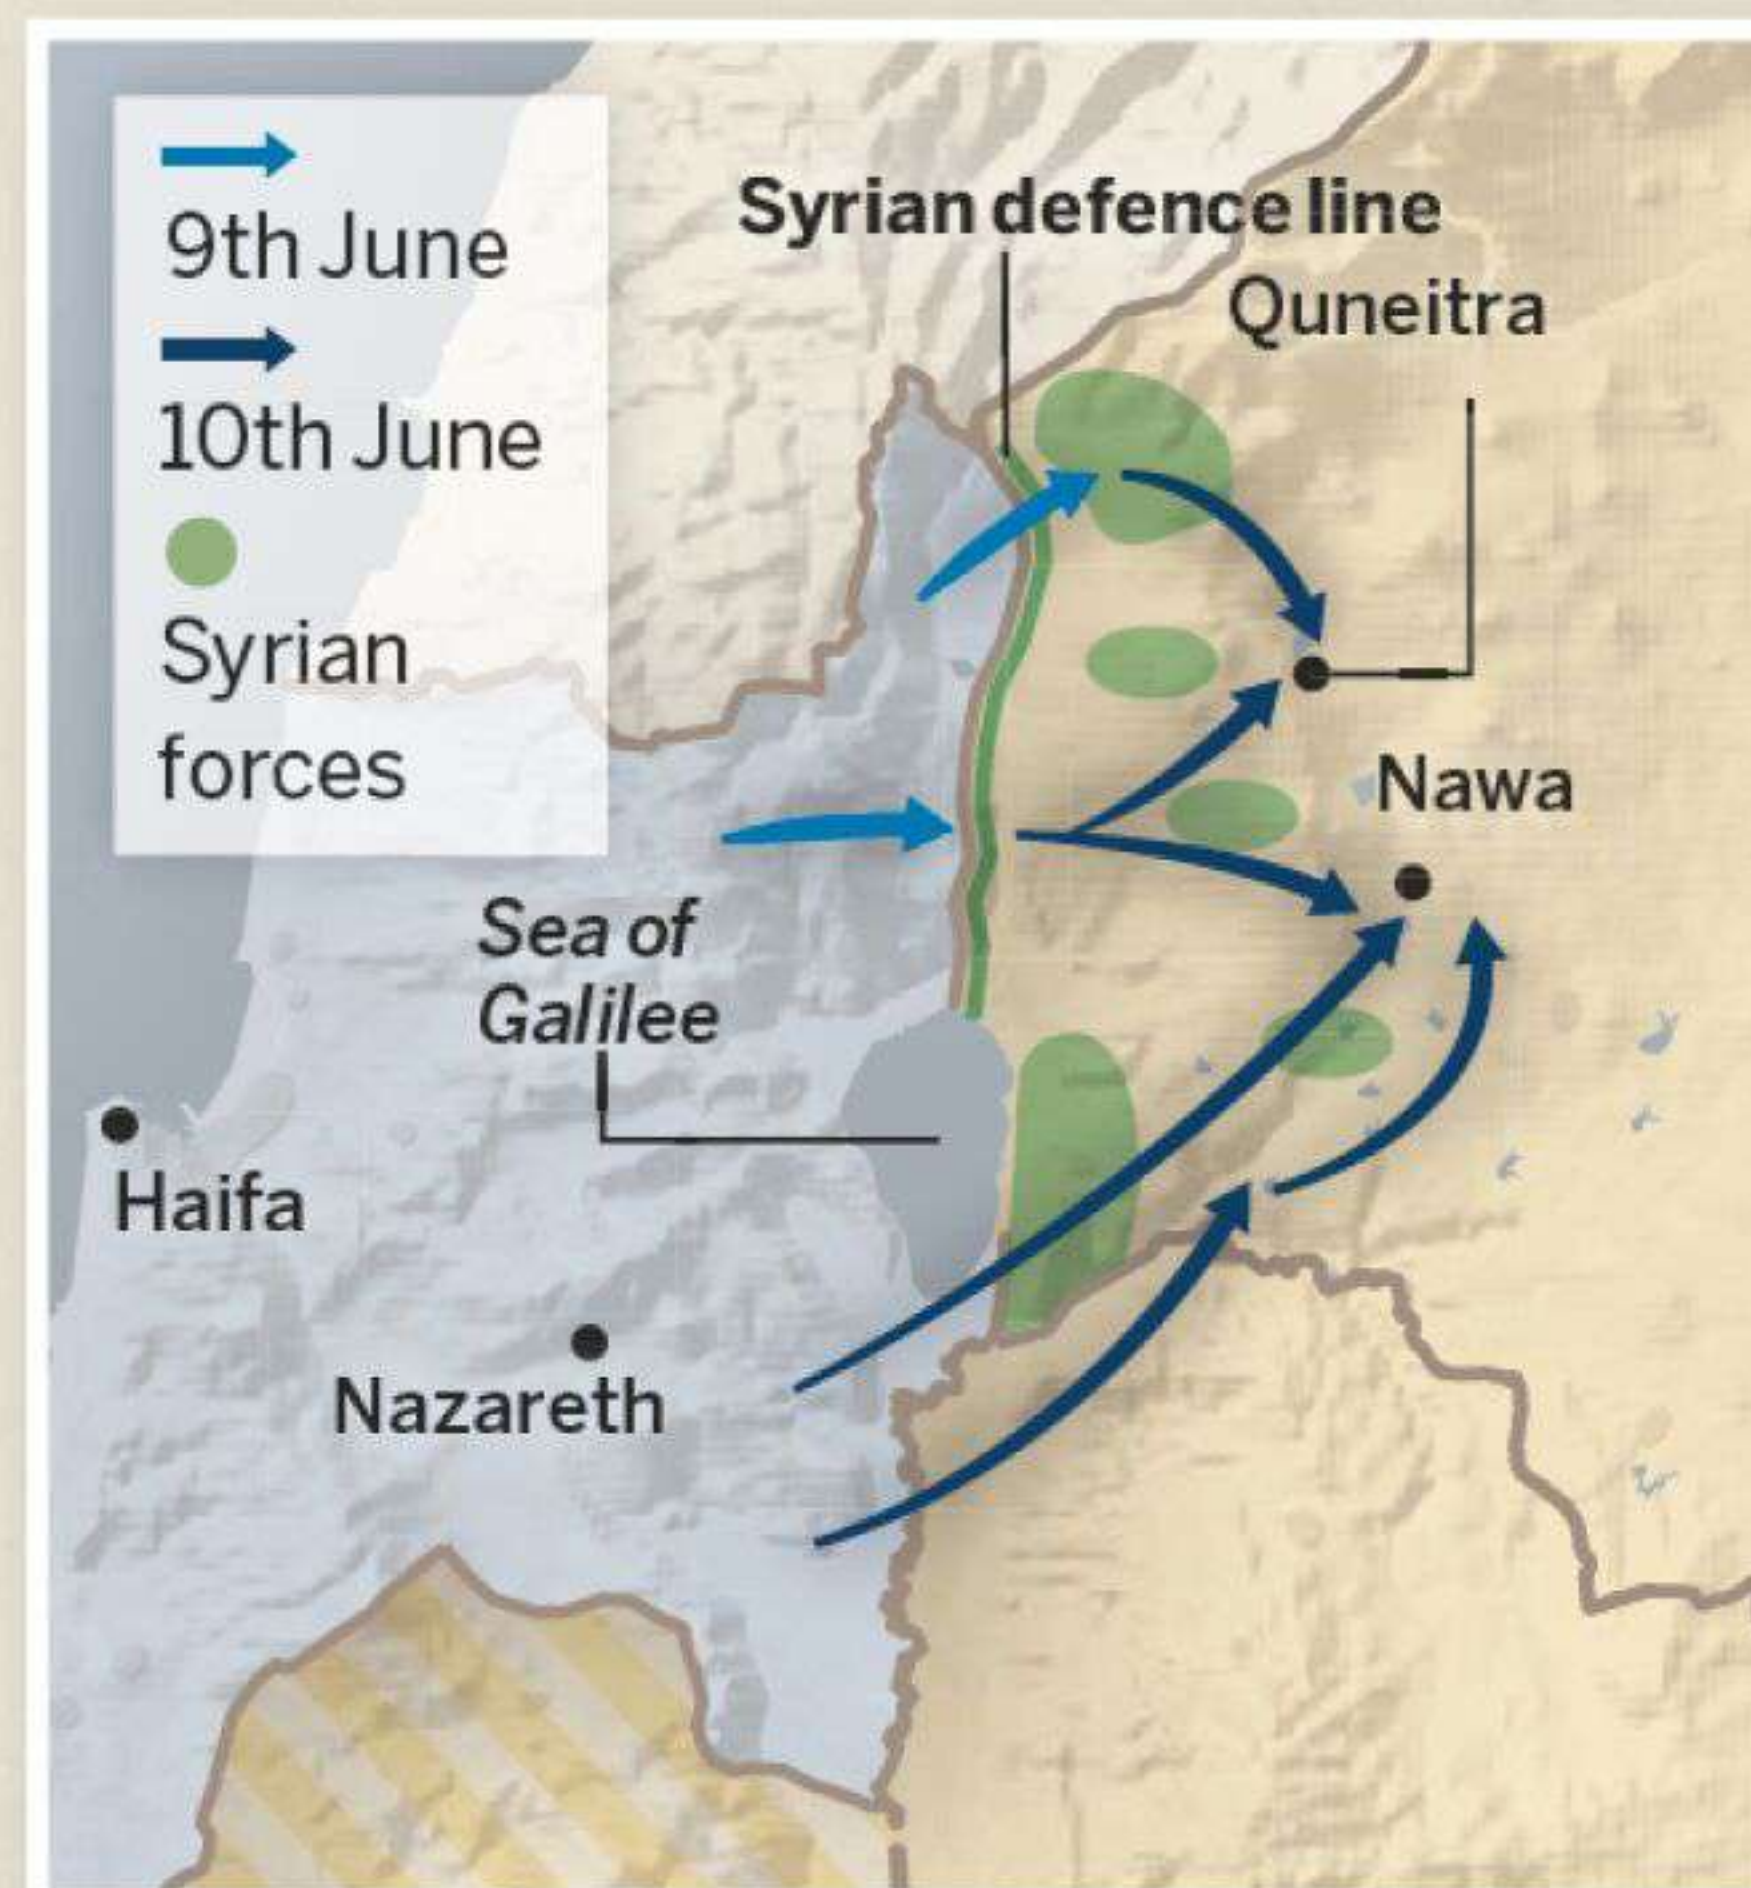 9th June
10th June
Syrian
forces
Syrian defence line
Quneitra
Nawa
Sea of
Galilee
Haifa
Nazareth